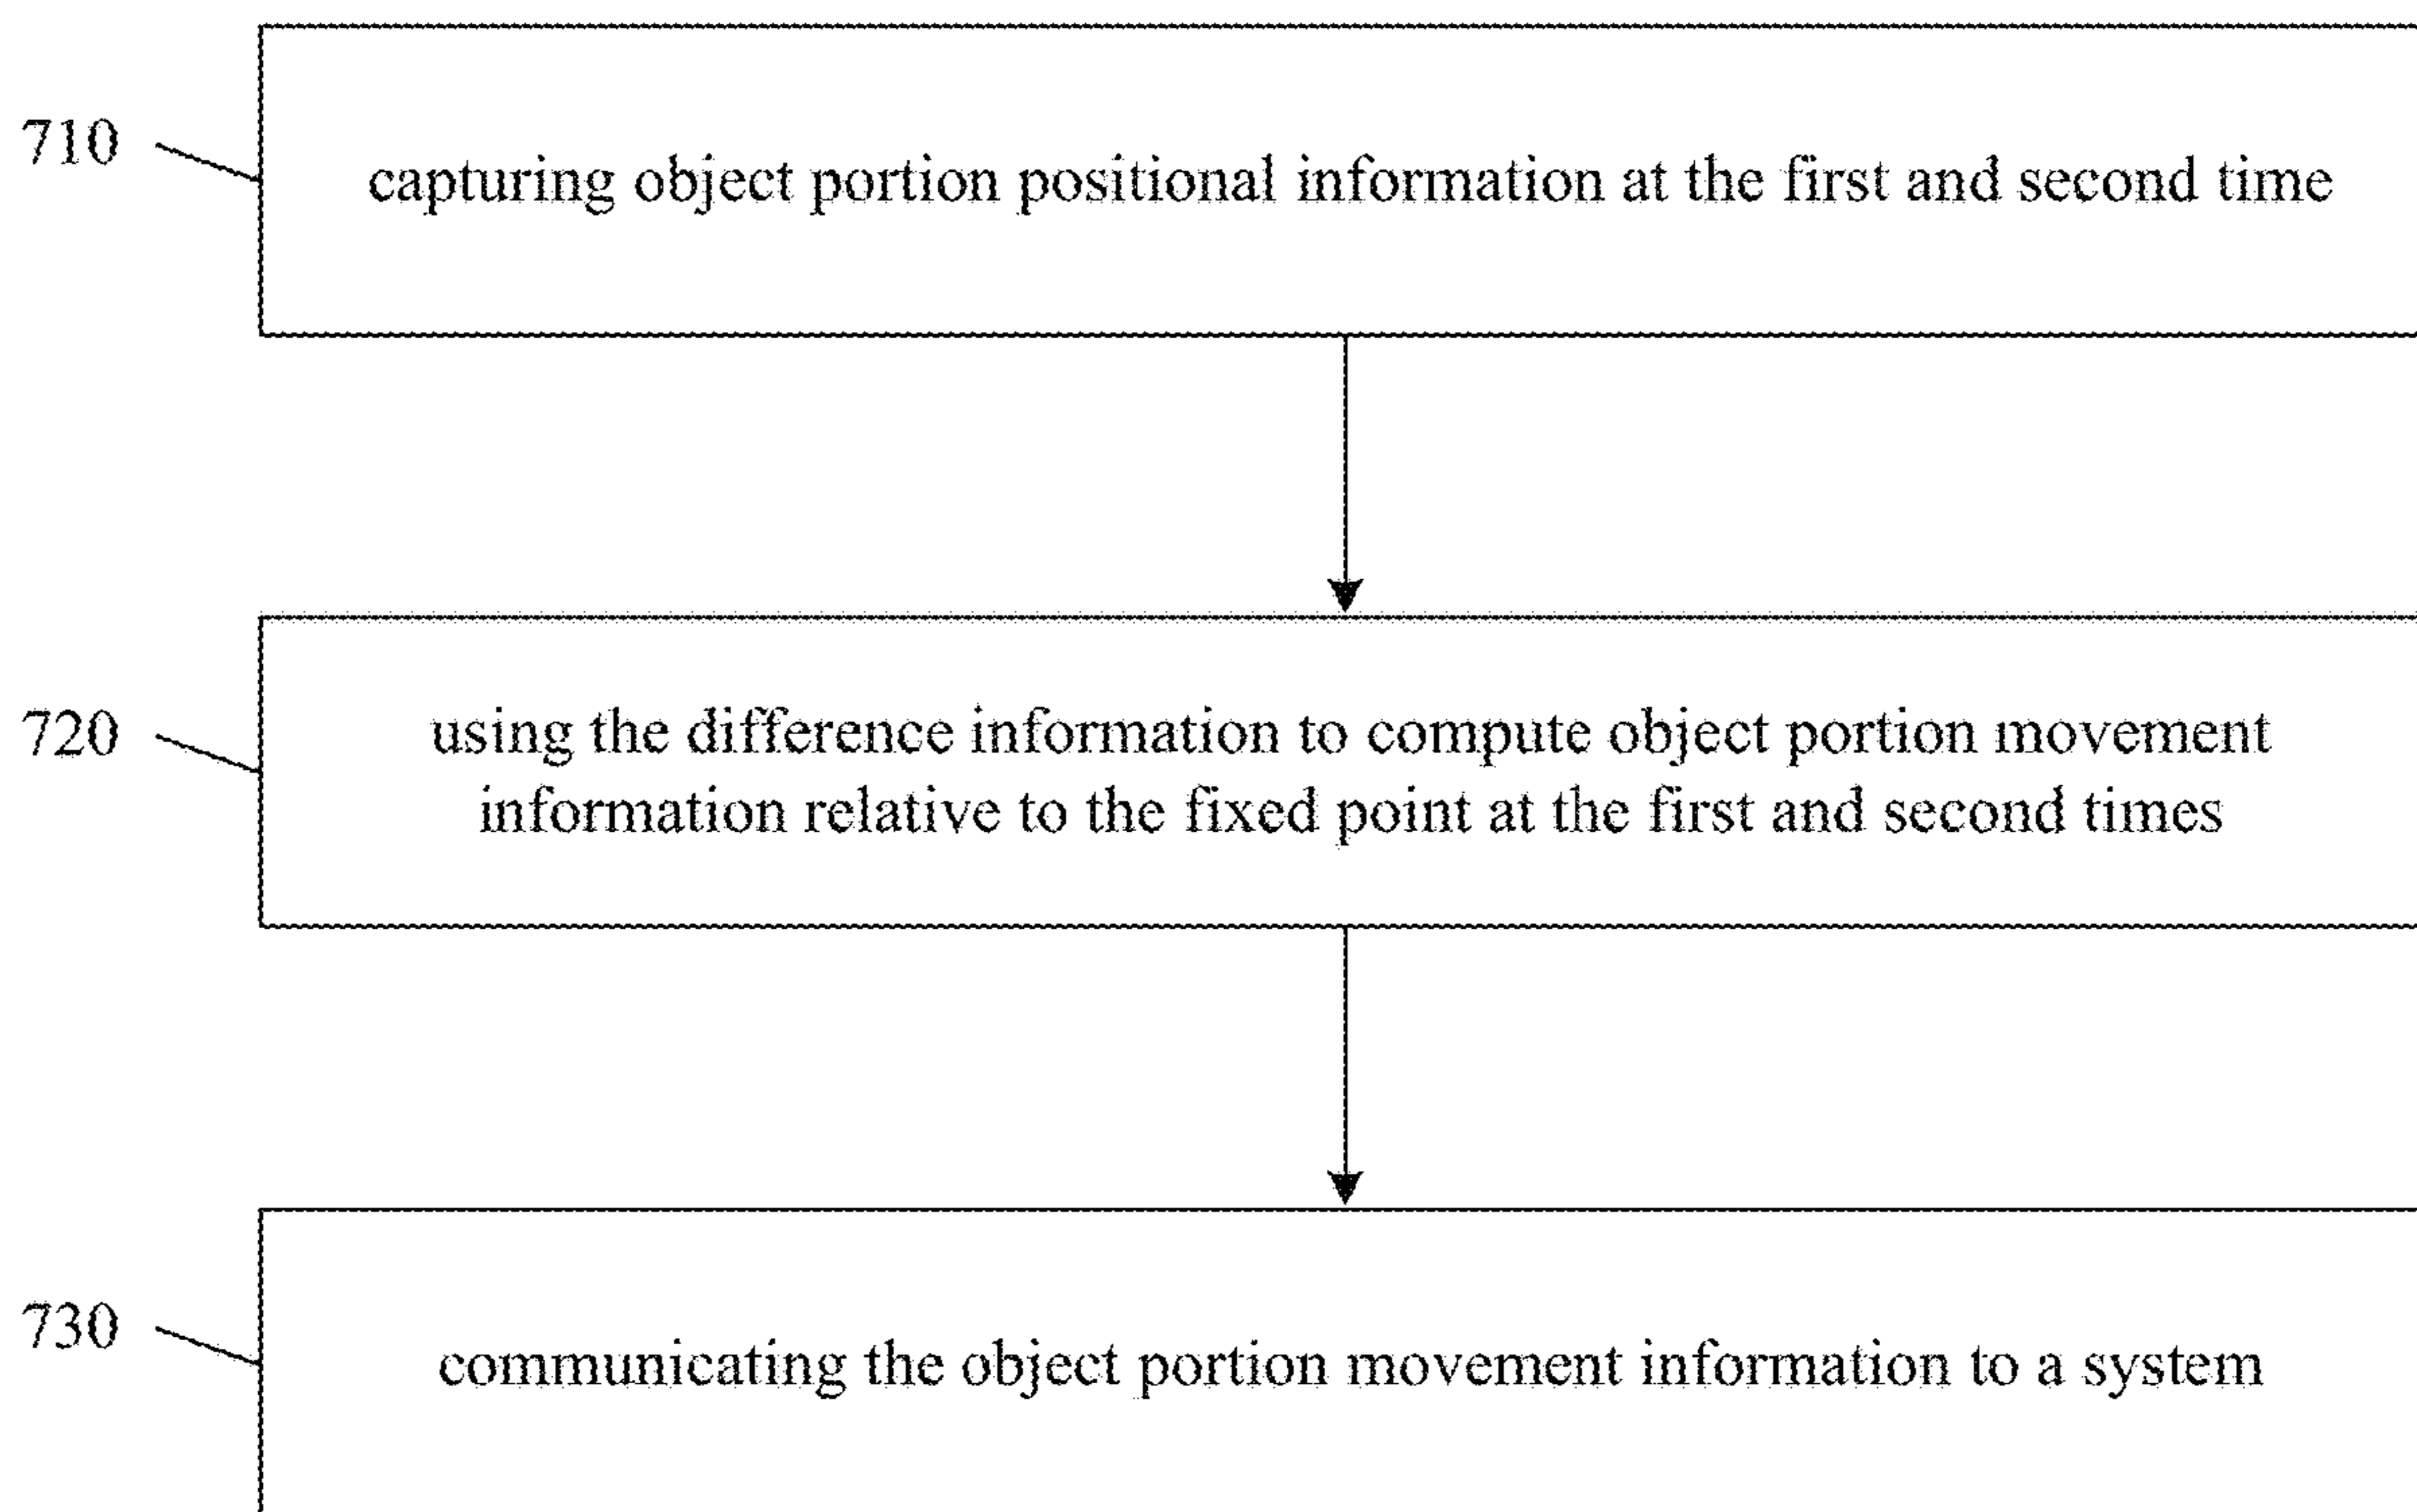 710
capturing object portion positional information at the first and second time
720
using the difference information to compute object portion movement
information relative to the fixed point at the first and second times
730
communicating the object portion movement information to a system